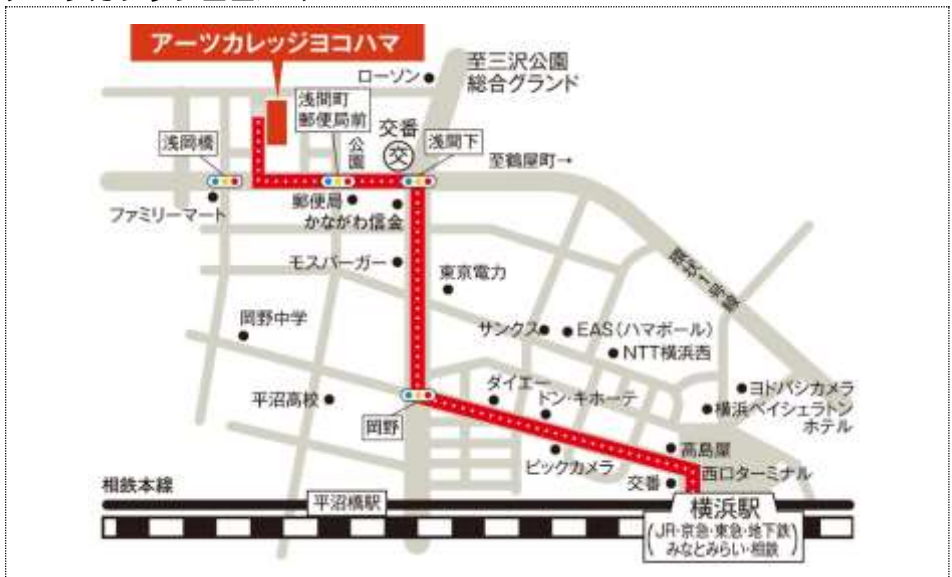 アーツカレッジヨコハマ
ローソン
至三沢公園
総合グランド
浅間町
郵便局前
交番
交
浅間下
浅岡橋
公園
至鶴屋町→
ファミリーマート
郵便局
かながわ信金
モスバーガー
東京電力
環状1号線
岡野中学
サンクス
EAS(ハマボール)
NTT横浜西
ダイエー
ドン・キホーテ
ヨドバシカメラ
横浜ベイシェラトン
ホテル
平沼高校
岡野
ビックカメラ
高島屋
西口ターミナル
交番
相鉄本線
平沼橋駅
横浜駅
(JR・京急・東急・地下鉄
みなとみらい・相鉄)